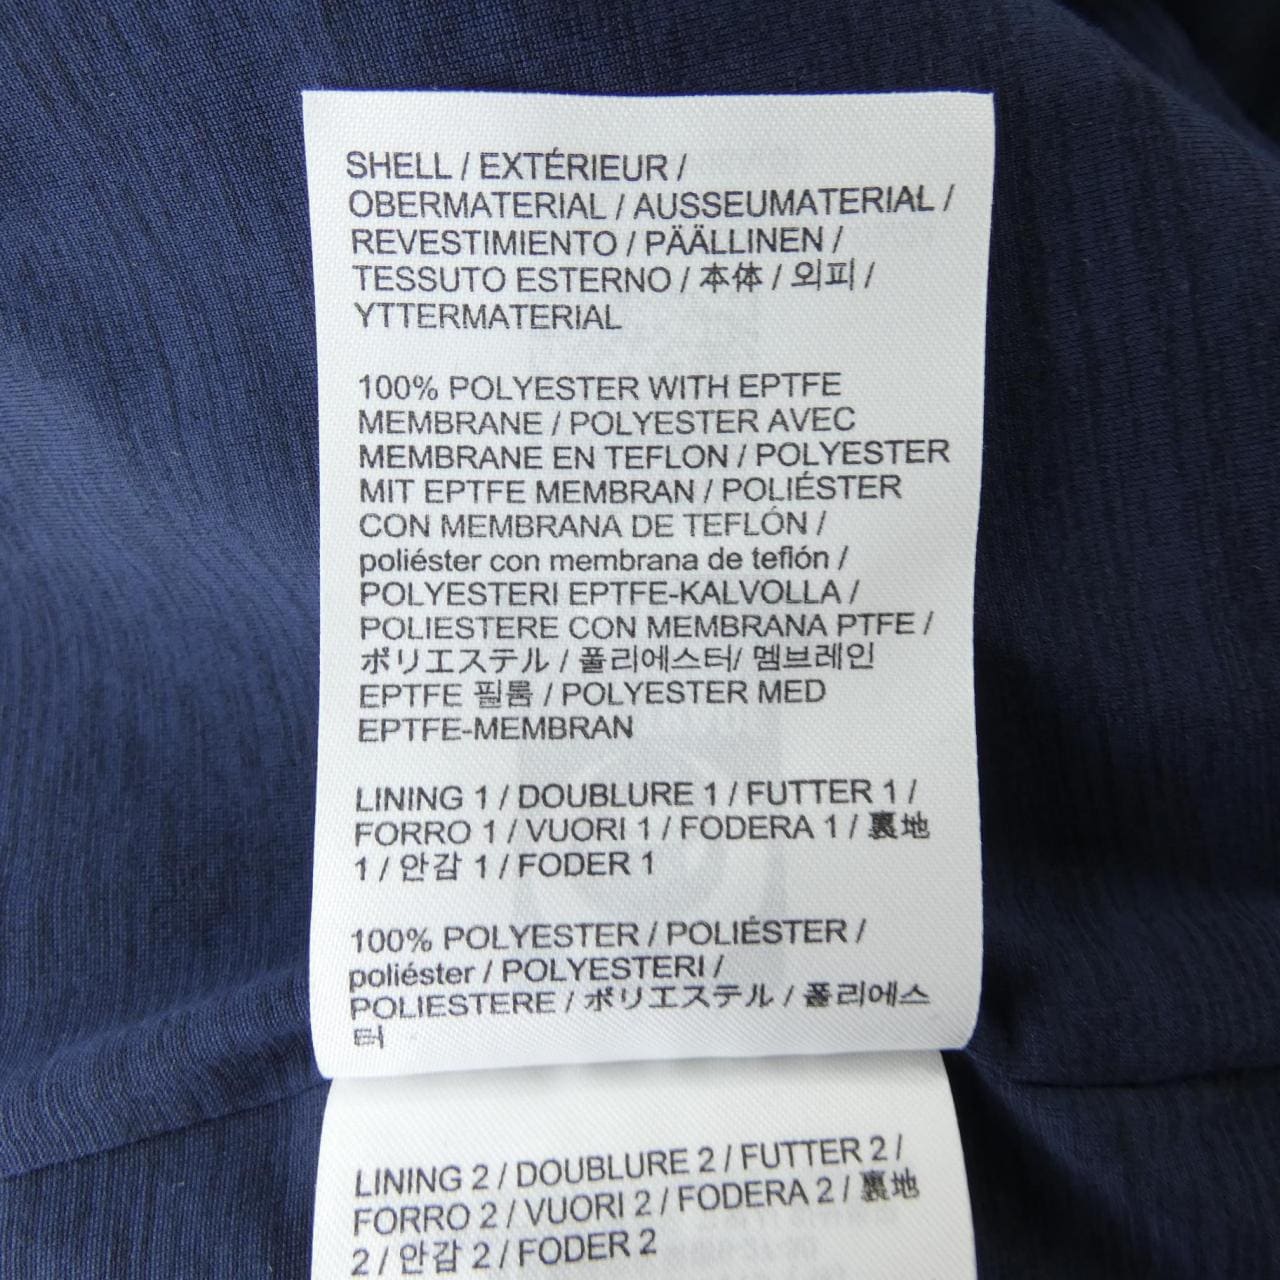 SHELL / EXTÉRIEUR /
OBERMATERIAL / AUSSEUMATERIAL /
REVESTIMIENTO / PÄÄLLINEN /
TESSUTO ESTERNO / 本体 / 외피 /
YTTERMATERIAL
100% POLYESTER WITH EPTFE
MEMBRANE / POLYESTER AVEC
MEMBRANE EN TEFLON / POLYESTER
MIT EPTFE MEMBRAN / POLIÉSTER
CON MEMBRANA DE TEFLÓN /
poliéster con membrana de teflón /
POLYESTERI EPTFE-KALVOLLA /
POLIESTERE CON MEMBRANA PTFE /
ポリエステル / 폴리에스터/ 멤브레인
EPTFE 필름 / POLYESTER MED
EPTFE-MEMBRAN
LINING 1 / DOUBLURE 1 / FUTTER 1 /
FORRO 1 / VUORI 1 / FODERA 1 / 裏地
1 / 안감 1 / FODER 1
100% POLYESTER / POLIÉSTER /
poliéster / POLYESTERI /
POLIESTERE / ポリエステル / 폴리에스
터
LINING 2 / DOUBLURE 2 / FUTTER 2 /
FORRO 2 / VUORI 2 / FODERA 2 / 裏地
2 / 안감 2 / FODER 2